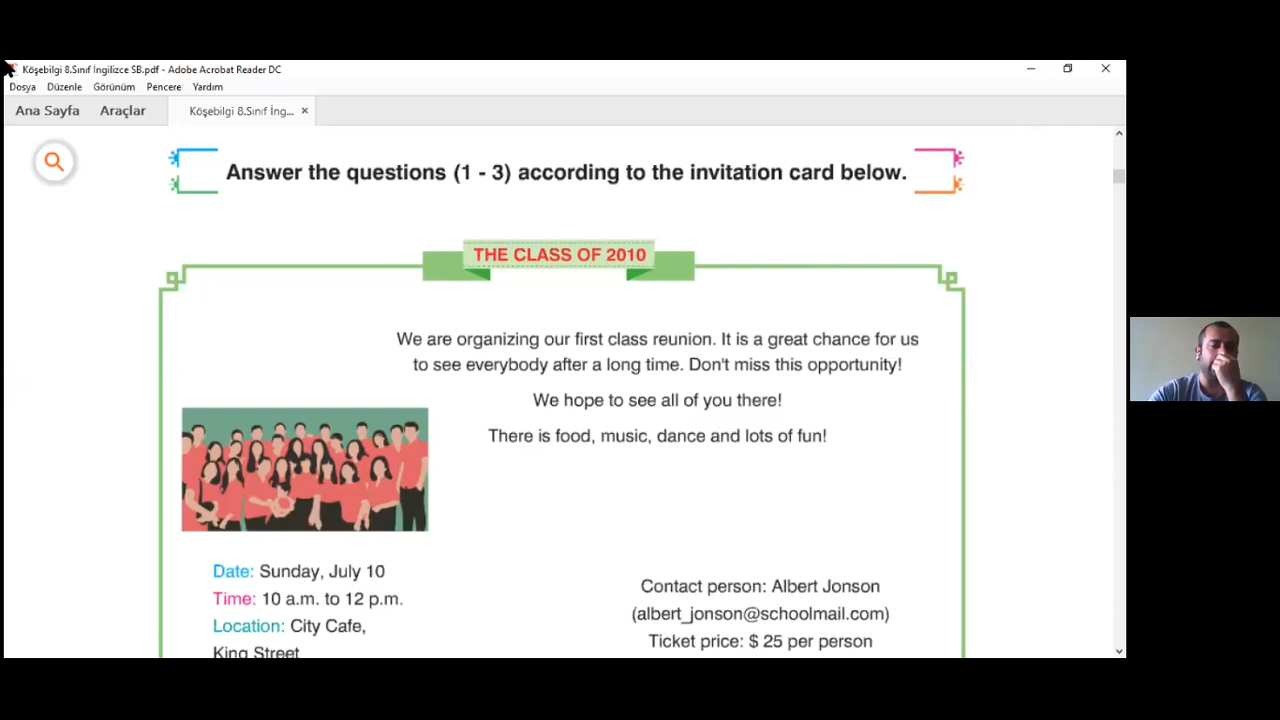 Köşebilgi 8.Sınıf İngilizce SB.pdf - Adobe Acrobat Reader DC
Dosya Düzenle Görünüm Pencere Yardım
Ana Sayfa Araçlar Köşebilgi 8.Sınıf İng...
Answer the questions (1 - 3) according to the invitation card below.
THE CLASS OF 2010
We are organizing our first class reunion. It is a great chance for us
to see everybody after a long time. Don't miss this opportunity!
We hope to see all of you there!
There is food, music, dance and lots of fun!
Date: Sunday, July 10
Time: 10 a.m. to 12 p.m.
Location: City Cafe,
King Street
Contact person: Albert Jonson
(albert_jonson@schoolmail.com)
Ticket price: $ 25 per person